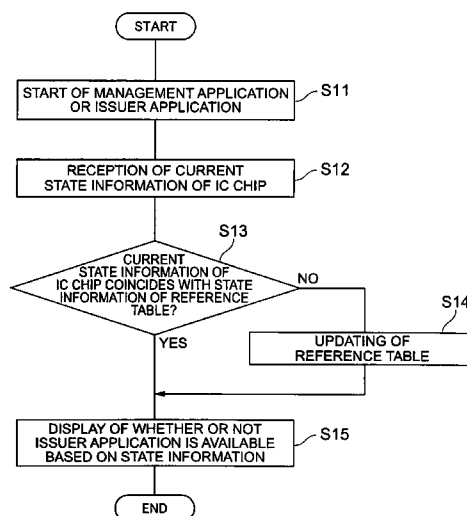 START
START OF MANAGEMENT APPLICATION
OR ISSUER APPLICATION
S11
RECEPTION OF CURRENT
STATE INFORMATION OF IC CHIP
S12
S13
CURRENT
STATE INFORMATION OF
IC CHIP COINCIDES WITH STATE
INFORMATION OF REFERENCE
TABLE?
NO
YES
S14
UPDATING OF
REFERENCE TABLE
DISPLAY OF WHETHER OR NOT
ISSUER APPLICATION IS AVAILABLE
BASED ON STATE INFORMATION
S15
END